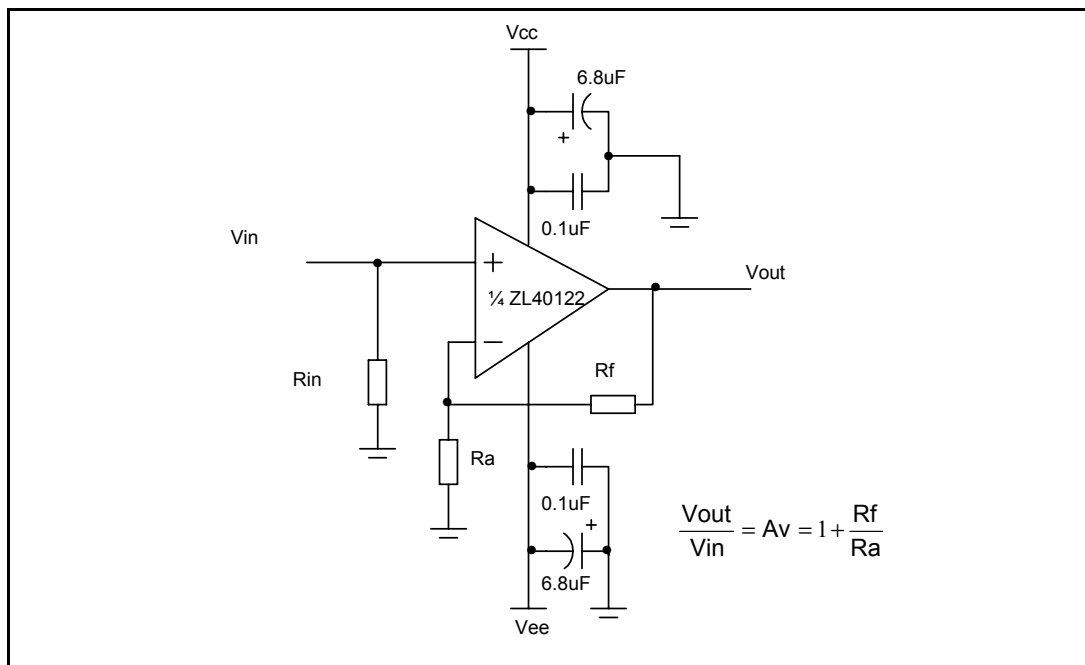 Vcc
6.8uF
+
0.1uF
Vin
+
Vout
¼ ZL40122
−
Rf
Rin
Ra
0.1uF
+
6.8uF
Vee
Vout/Vin = Av = 1 + Rf/Ra